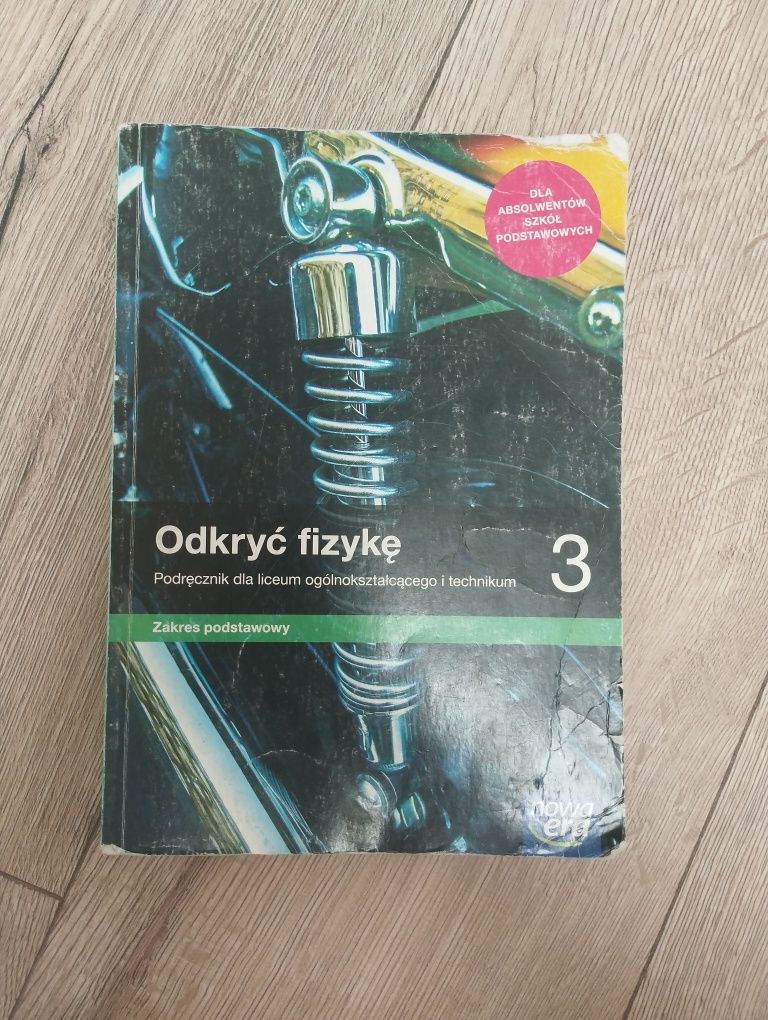 DLA
ABSOLWENTÓW
SZKÓŁ
PODSTAWOWYCH
Odkryć fizykę
3
Podręcznik dla liceum ogólnokształcącego i technikum
Zakres podstawowy
nowa
era